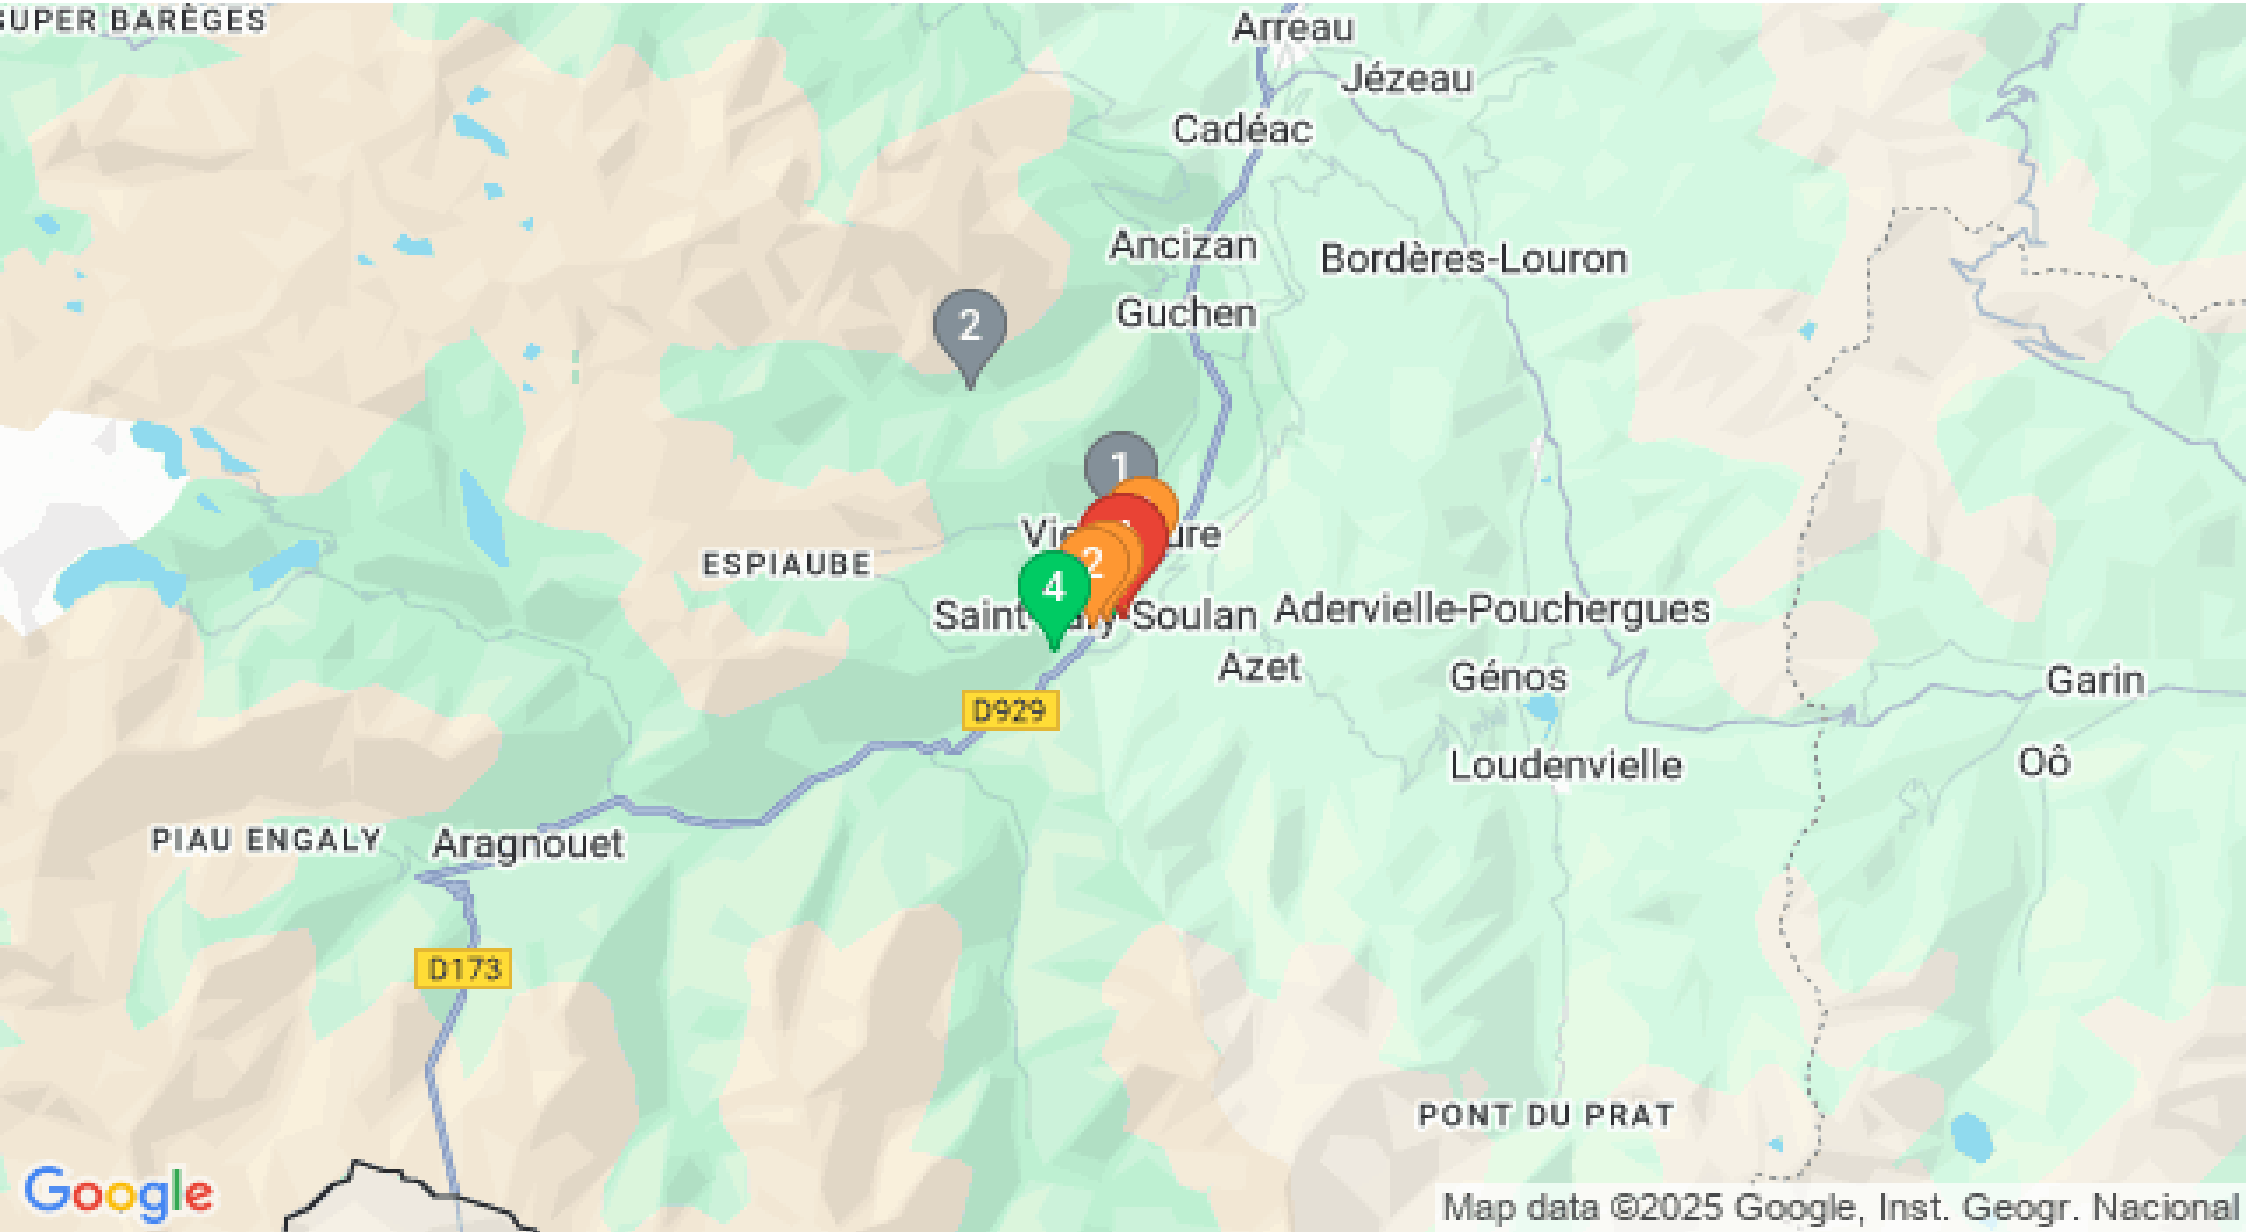 SUPER BARÈGES
Arreau
Jézeau
Cadéac
Ancizan
Bordères-Louron
Guchen
2
1
ESPIAUBE
2
4
Adervielle-Pouchergues
Azet
Génos
Garin
D929
Loudenvielle
Oô
PIAU ENGALY
Aragnouet
D173
PONT DU PRAT
Google
Map data ©2025 Google, Inst. Geogr. Nacional